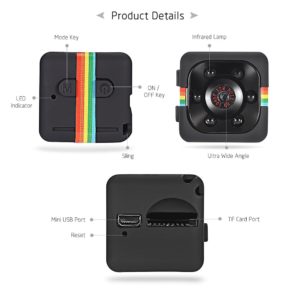 Product Details
Mode Key
Infrared Lamp
LED
Indicator
M
ON /
OFF Key
Sling
Ultra Wide Angle
Mini USB Port
TF Card Port
Reset